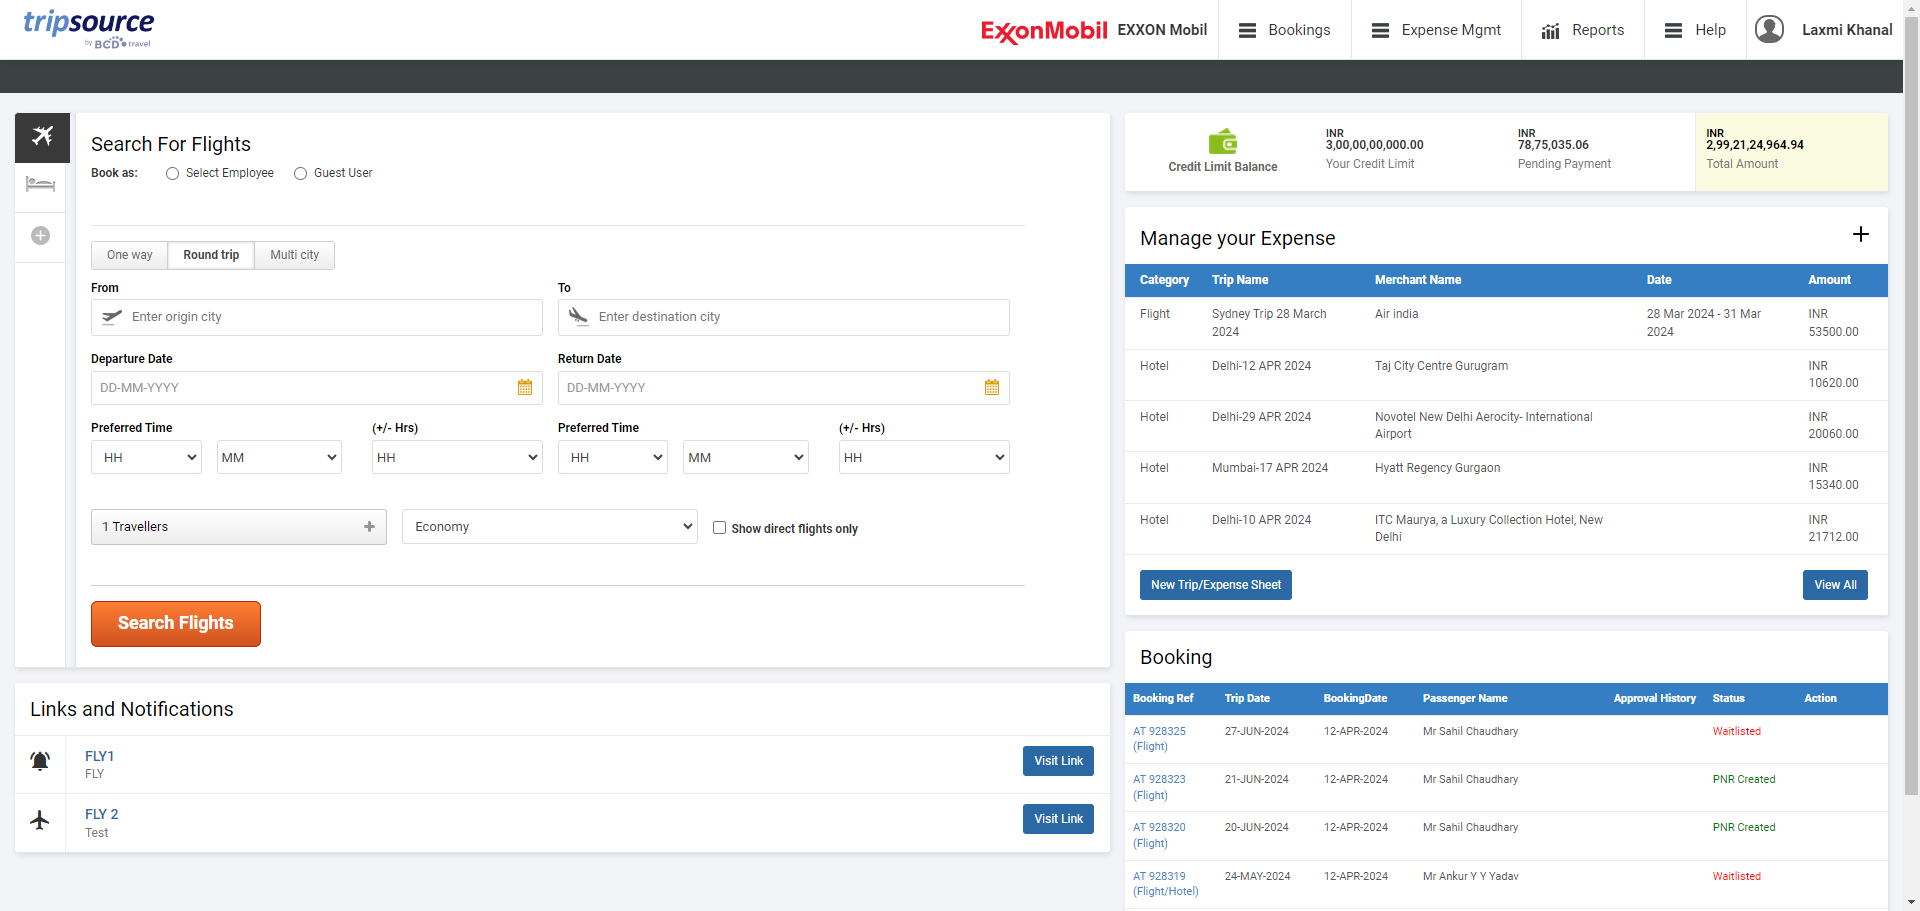 tripsource
by BCD travel
ExxonMobil EXXON Mobil
Bookings
Expense Mgmt
Reports
Help
Laxmi Khanal
Search For Flights
Book as: Select Employee Guest User
One way Round trip Multi city
From To
Enter origin city Enter destination city
Departure Date Return Date
DD-MM-YYYY DD-MM-YYYY
Preferred Time (+/- Hrs) Preferred Time (+/- Hrs)
HH MM HH HH MM HH
1 Travellers + Economy Show direct flights only
Search Flights
Links and Notifications
FLY1
FLY
Visit Link
FLY 2
Test
Visit Link
Credit Limit Balance
INR
3,00,00,00,000.00
Your Credit Limit
INR
78,75,035.06
Pending Payment
INR
2,99,21,24,964.94
Total Amount
Manage your Expense +
Category Trip Name Merchant Name Date Amount
Flight Sydney Trip 28 March Air india 28 Mar 2024 - 31 Mar INR
2024 2024 53500.00
Hotel Delhi-12 APR 2024 Taj City Centre Gurugram INR
10620.00
Hotel Delhi-29 APR 2024 Novotel New Delhi Aerocity- International INR
Airport 20060.00
Hotel Mumbai-17 APR 2024 Hyatt Regency Gurgaon INR
15340.00
Hotel Delhi-10 APR 2024 ITC Maurya, a Luxury Collection Hotel, New INR
Delhi 21712.00
New Trip/Expense Sheet View All
Booking
Booking Ref Trip Date BookingDate Passenger Name Approval History Status Action
AT 928325 27-JUN-2024 12-APR-2024 Mr Sahil Chaudhary Waitlisted
(Flight)
AT 928323 21-JUN-2024 12-APR-2024 Mr Sahil Chaudhary PNR Created
(Flight)
AT 928320 20-JUN-2024 12-APR-2024 Mr Sahil Chaudhary PNR Created
(Flight)
AT 928319 24-MAY-2024 12-APR-2024 Mr Ankur Y Y Yadav Waitlisted
(Flight/Hotel)